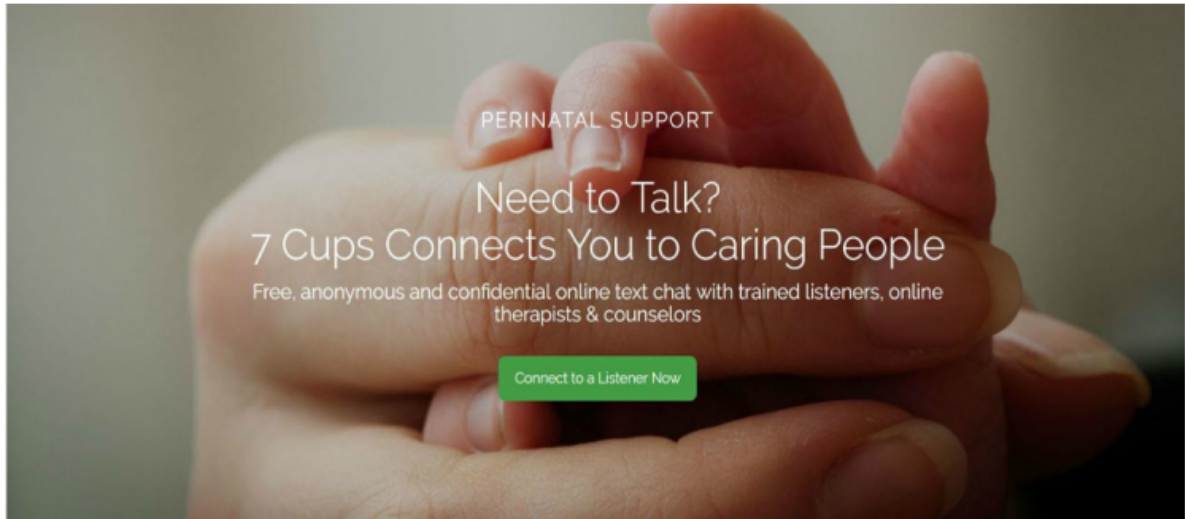 PERINATAL SUPPORT
Need to Talk?
7 Cups Connects You to Caring People
Free, anonymous and confidential online text chat with trained listeners, online
therapists & counselors
Connect to a Listener Now